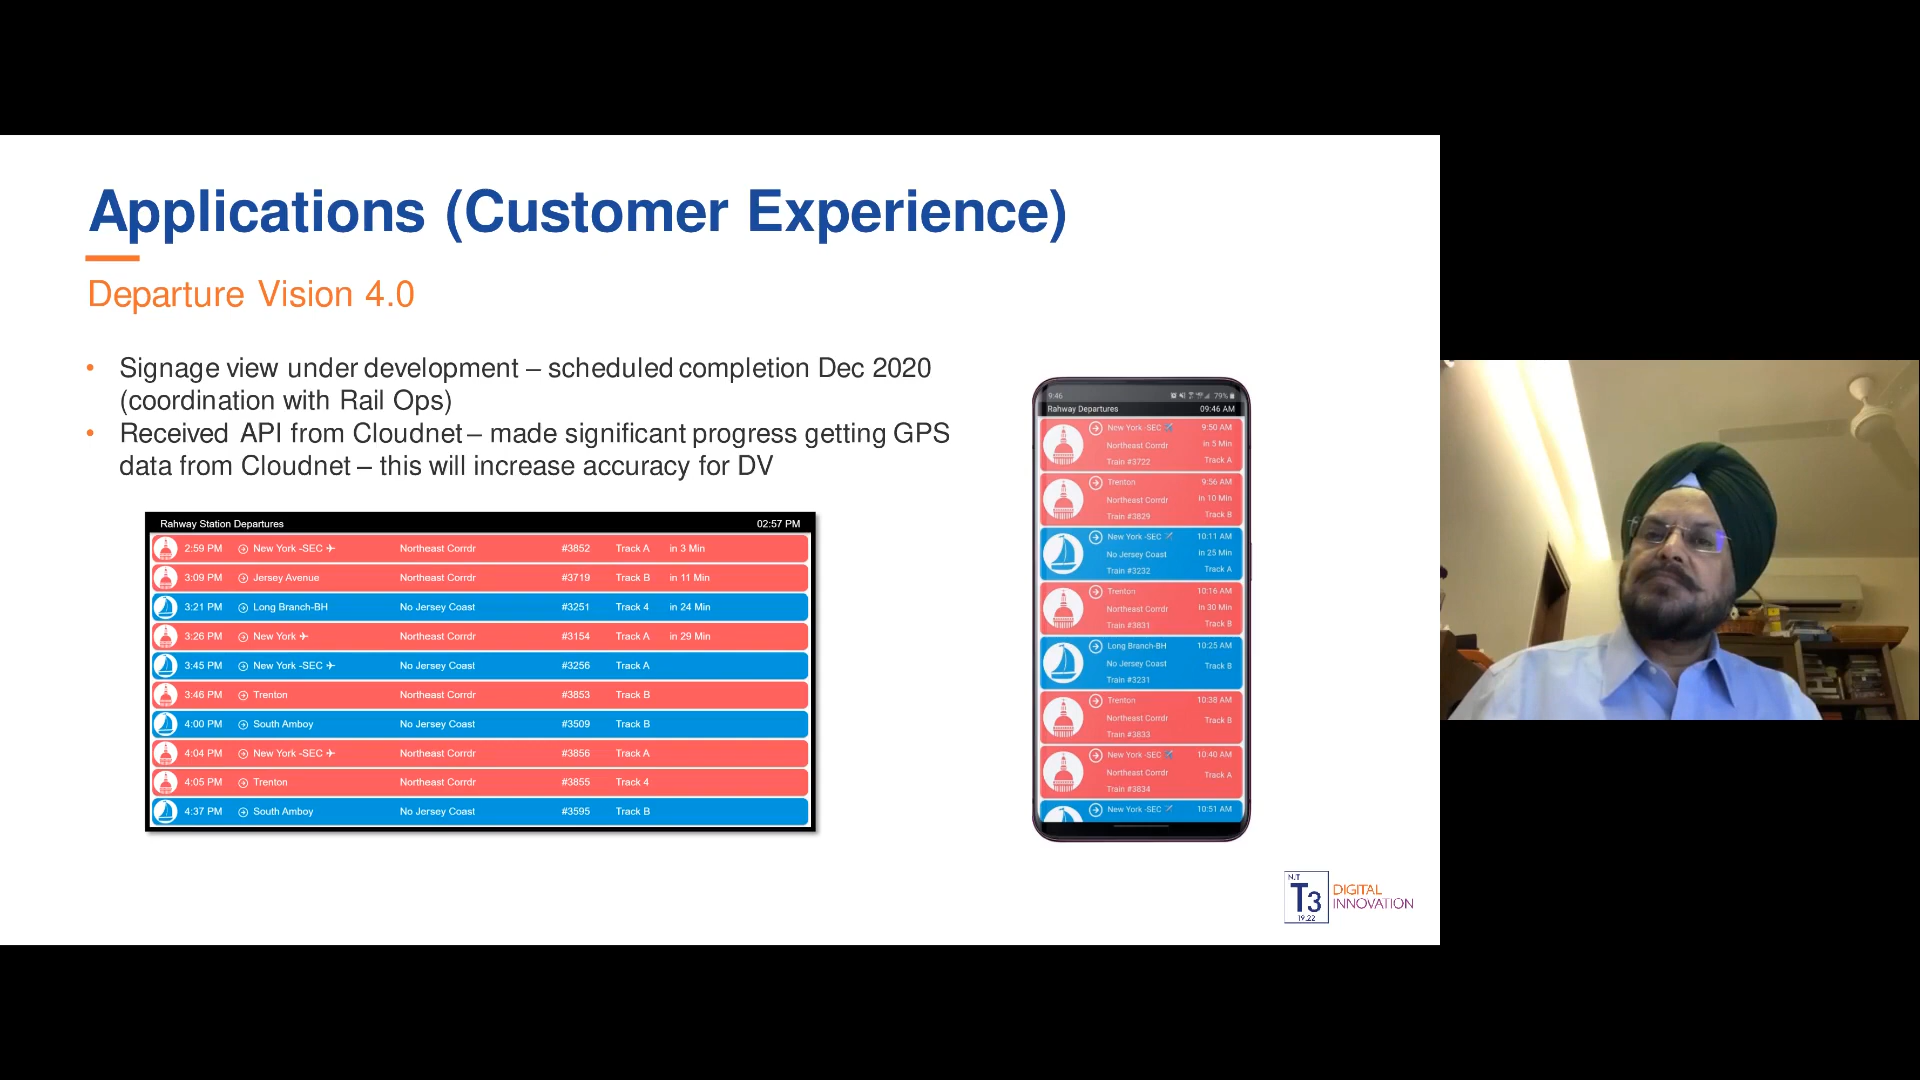 Applications (Customer Experience)
Departure Vision 4.0
• Signage view under development – scheduled completion Dec 2020
(coordination with Rail Ops)
• Received API from Cloudnet – made significant progress getting GPS
data from Cloudnet – this will increase accuracy for DV
Rahway Station Departures 02:57 PM
2:59 PM New York -SEC ✈ Northeast Corrdr #3852 Track A in 3 Min
3:09 PM Jersey Avenue Northeast Corrdr #3719 Track B in 11 Min
3:21 PM Long Branch-BH No Jersey Coast #3251 Track 4 in 24 Min
3:26 PM New York ✈ Northeast Corrdr #3154 Track A in 29 Min
3:45 PM New York -SEC ✈ No Jersey Coast #3256 Track A
3:46 PM Trenton Northeast Corrdr #3853 Track B
4:00 PM South Amboy No Jersey Coast #3509 Track B
4:04 PM New York -SEC ✈ Northeast Corrdr #3856 Track A
4:05 PM Trenton Northeast Corrdr #3855 Track 4
4:37 PM South Amboy No Jersey Coast #3595 Track B
9:46 79%
Rahway Departures 09:46 AM
New York -SEC ✈ 9:50 AM
Northeast Corrdr in 5 Min
Train #3722 Track A
Trenton 9:56 AM
Northeast Corrdr in 10 Min
Train #3829 Track B
New York -SEC ✈ 10:11 AM
No Jersey Coast in 25 Min
Train #3232 Track A
Trenton 10:16 AM
Northeast Corrdr in 30 Min
Train #3831 Track B
Long Branch-BH 10:25 AM
No Jersey Coast Track B
Train #3231
Trenton 10:38 AM
Northeast Corrdr Track B
Train #3833
New York -SEC ✈ 10:40 AM
Northeast Corrdr Track A
Train #3834
New York -SEC ✈ 10:51 AM
N.T
T3
19.22
DIGITAL
INNOVATION